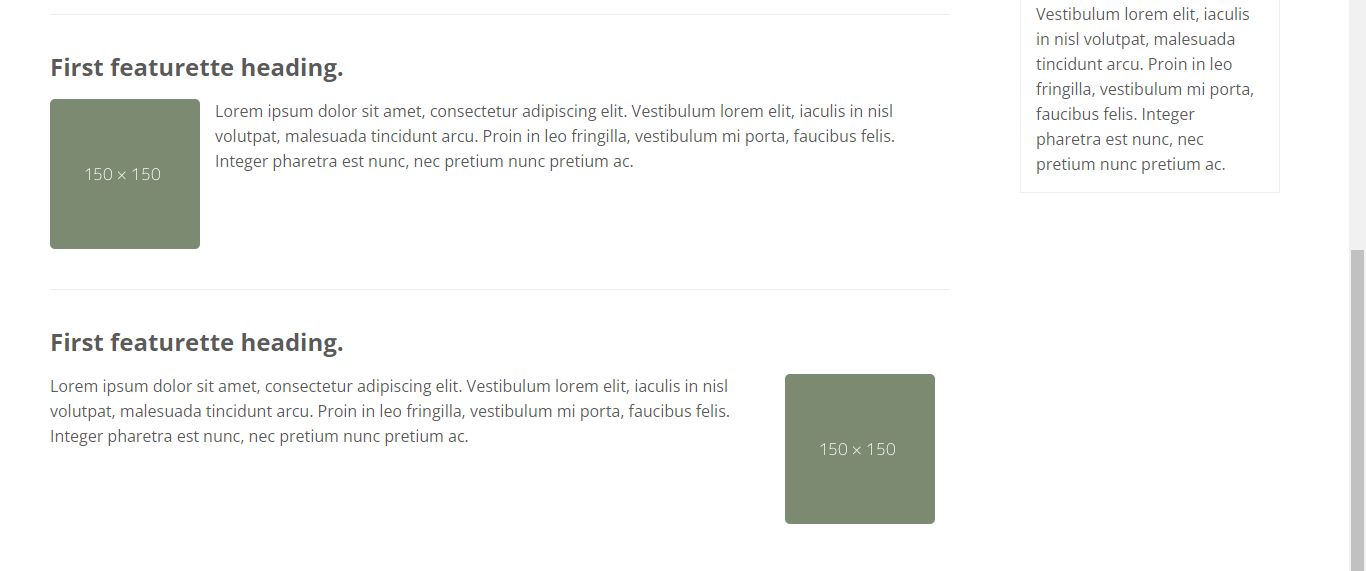 First featurette heading.
150 × 150
Lorem ipsum dolor sit amet, consectetur adipiscing elit. Vestibulum lorem elit, iaculis in nisl
volutpat, malesuada tincidunt arcu. Proin in leo fringilla, vestibulum mi porta, faucibus felis.
Integer pharetra est nunc, nec pretium nunc pretium ac.
First featurette heading.
Lorem ipsum dolor sit amet, consectetur adipiscing elit. Vestibulum lorem elit, iaculis in nisl
volutpat, malesuada tincidunt arcu. Proin in leo fringilla, vestibulum mi porta, faucibus felis.
Integer pharetra est nunc, nec pretium nunc pretium ac.
150 × 150
Vestibulum lorem elit, iaculis
in nisl volutpat, malesuada
tincidunt arcu. Proin in leo
fringilla, vestibulum mi porta,
faucibus felis. Integer
pharetra est nunc, nec
pretium nunc pretium ac.